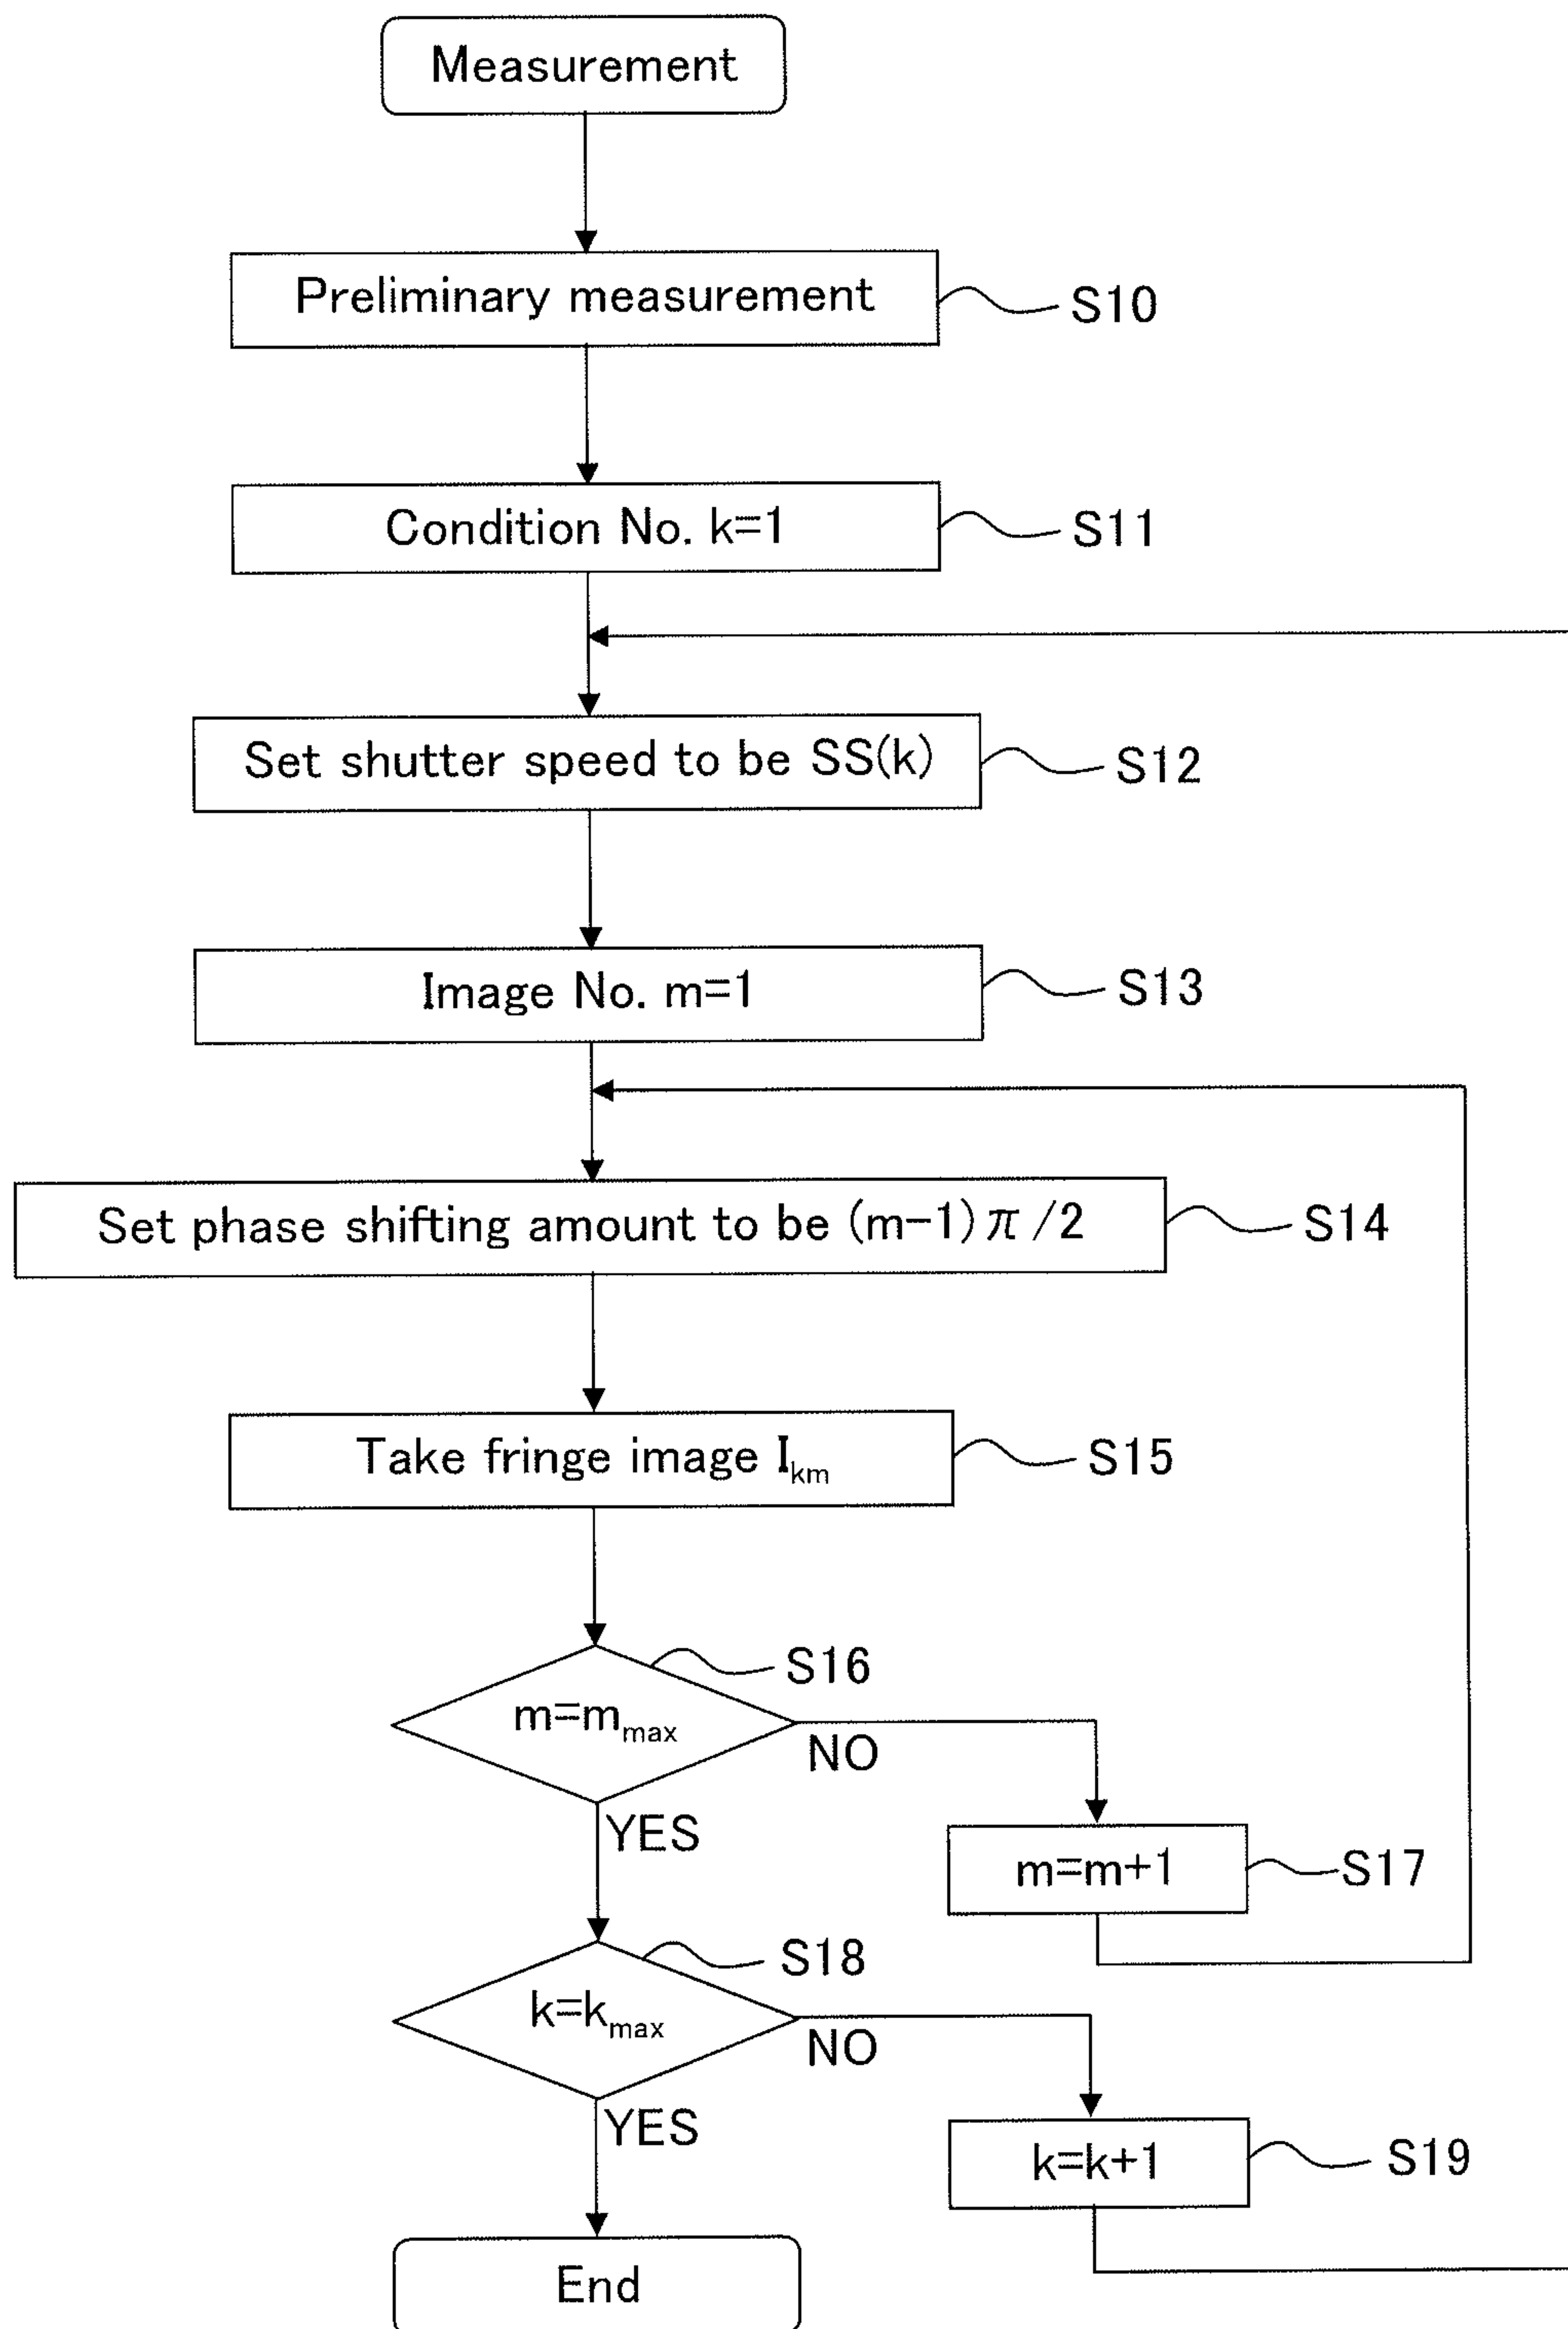 Measurement
Preliminary measurement
S10
Condition No. k=1
S11
Set shutter speed to be SS(k)
S12
Image No. m=1
S13
Set phase shifting amount to be (m-1)π/2
S14
Take fringe image Ikm
S15
S16
m=mmax
NO
YES
m=m+1
S17
S18
k=kmax
NO
YES
k=k+1
S19
End